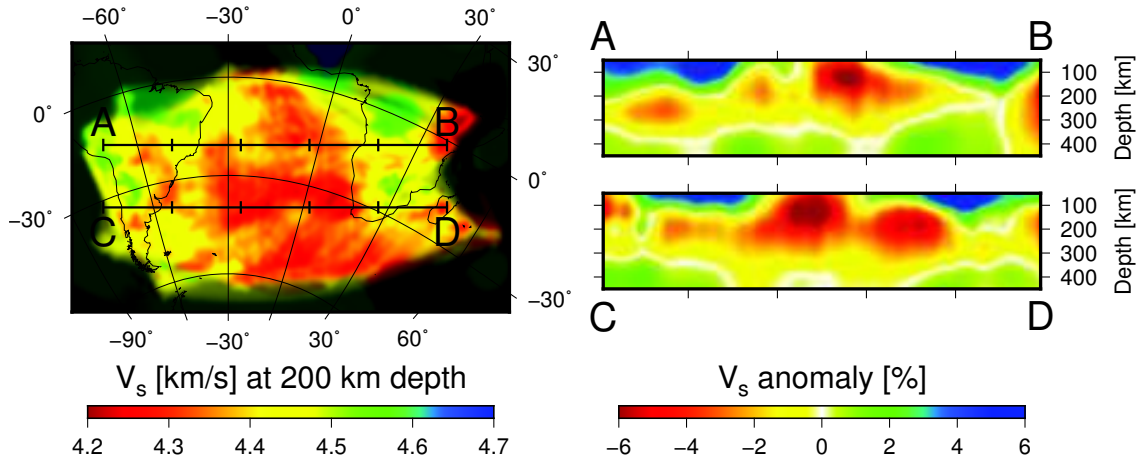 −60° −30° 0° 30°
A B
30°
0°
A B
100
200
300
400
Depth [km]
0°
−30°
C D
100
200
300
400
Depth [km]
−30°
−90° −30° 30° 60°
C D
Vs [km/s] at 200 km depth
4.2 4.3 4.4 4.5 4.6 4.7
Vs anomaly [%]
−6 −4 −2 0 2 4 6